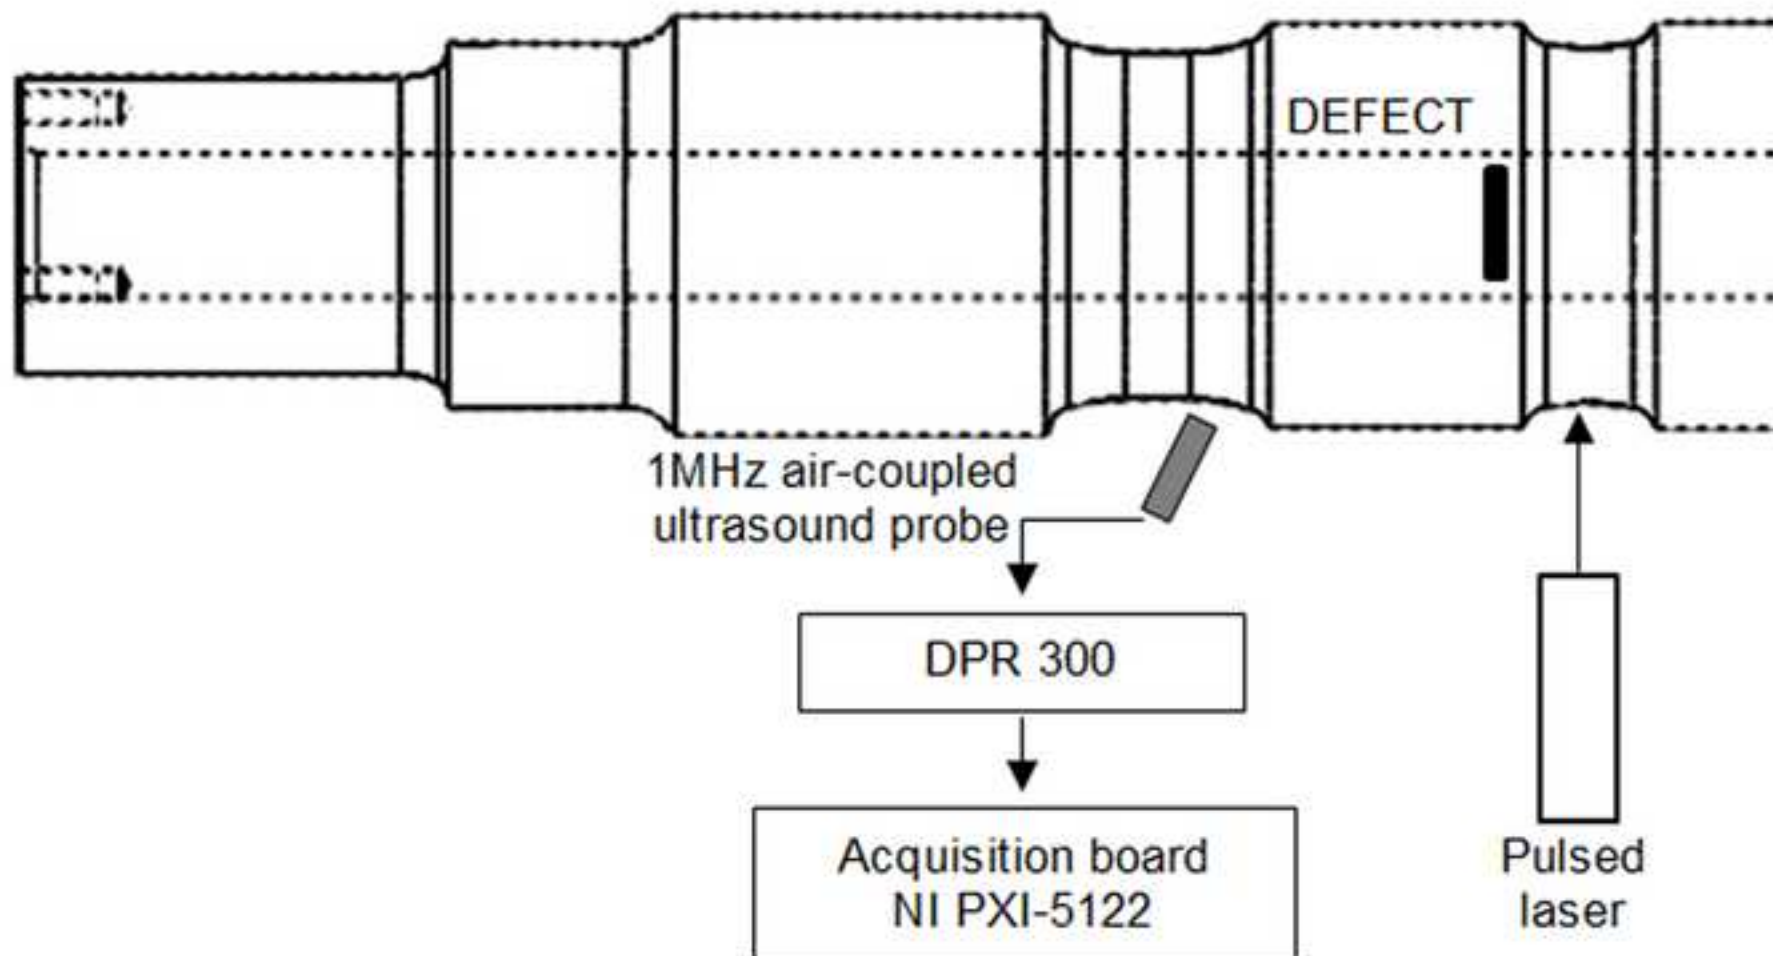 DEFECT
1MHz air-coupled
ultrasound probe
DPR 300
Acquisition board
NI PXI-5122
Pulsed
laser